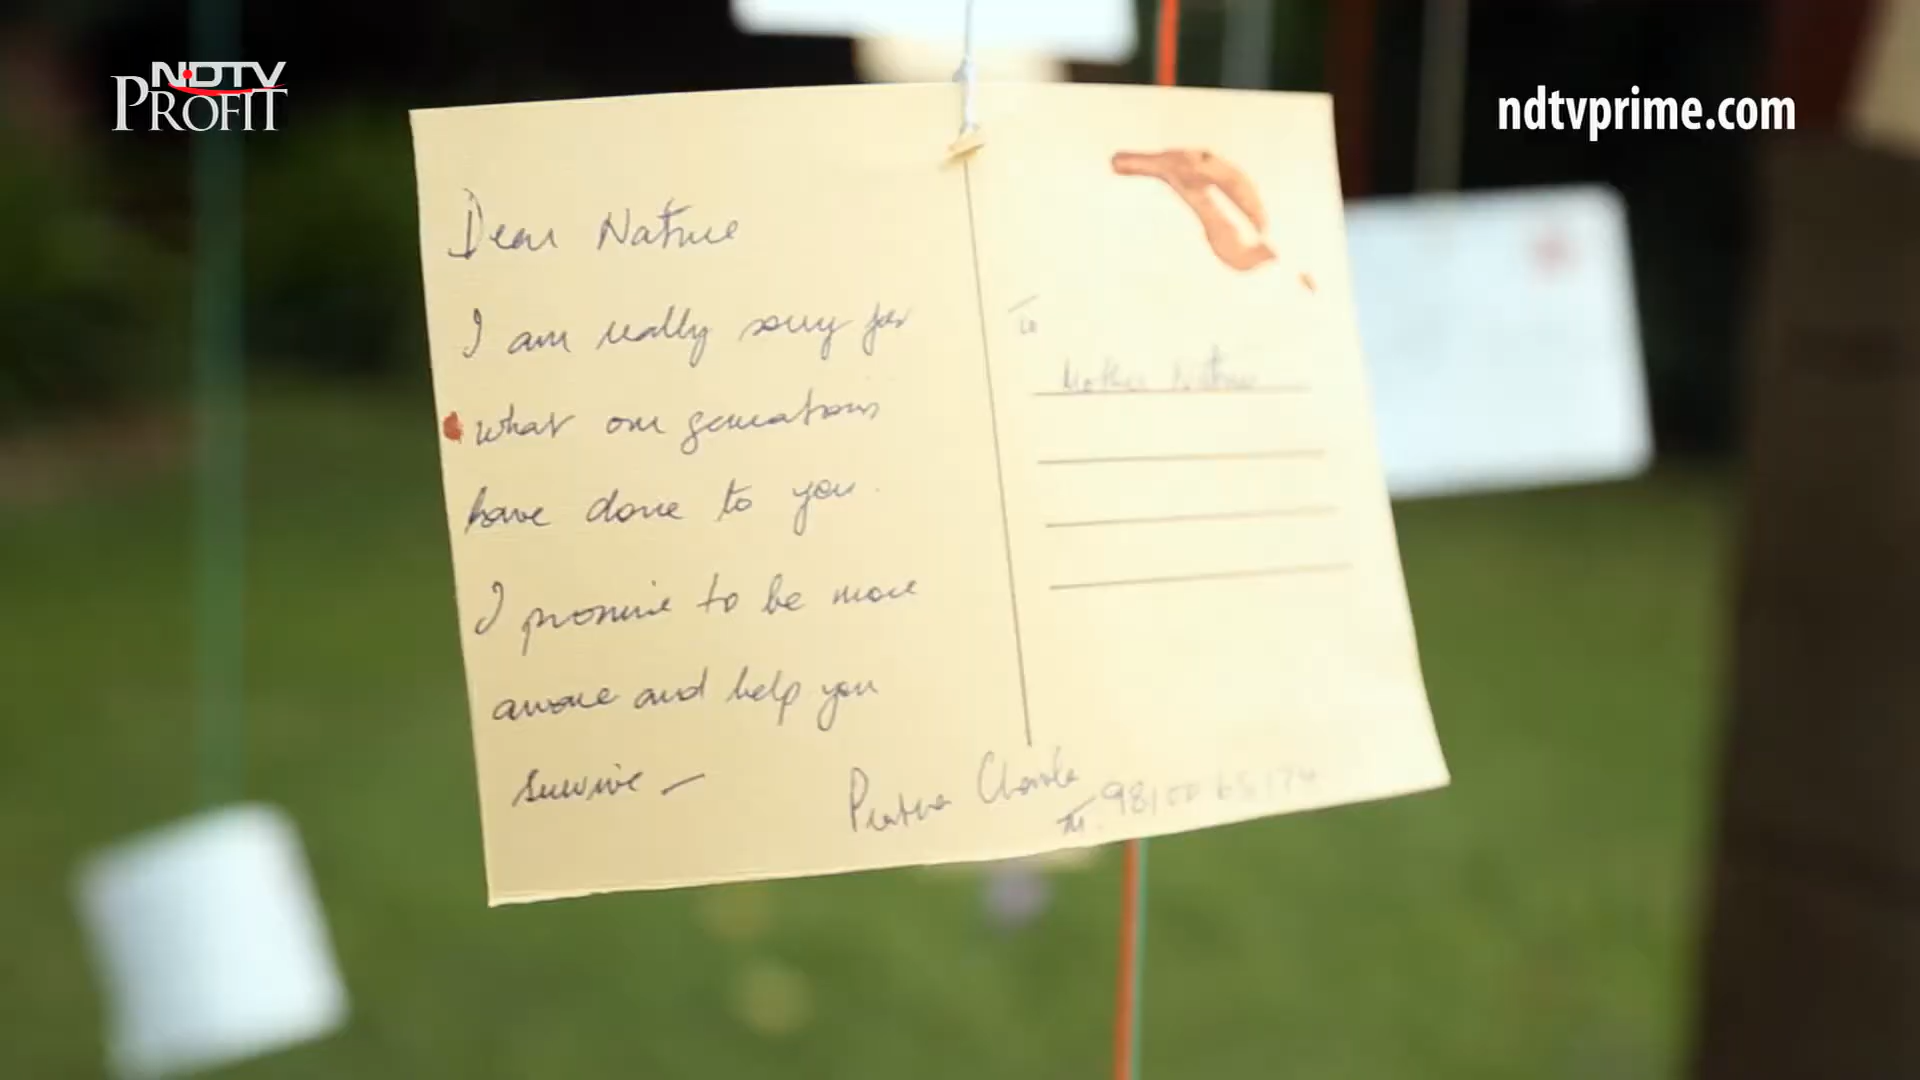 NDTV
PROFIT
ndtvprime.com
Dear Nature
I am really sorry for
what our generations
have done to you.
I promise to be more
aware and help you
survive –
To
Mother Nature
Chawla